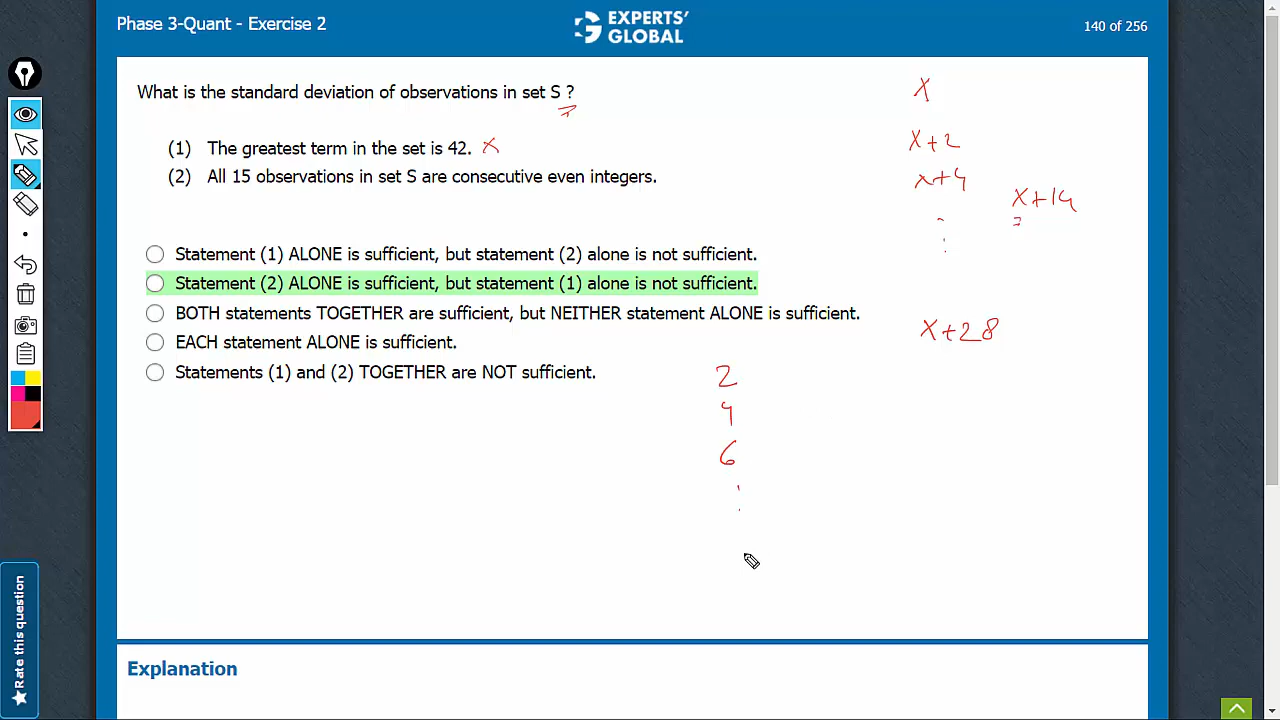 Phase 3-Quant - Exercise 2
EXPERTS'
GLOBAL
140 of 256
What is the standard deviation of observations in set S ?
(1) The greatest term in the set is 42. x
(2) All 15 observations in set S are consecutive even integers.
x
x+2
x+4
x+14
:
x+28
Statement (1) ALONE is sufficient, but statement (2) alone is not sufficient.
Statement (2) ALONE is sufficient, but statement (1) alone is not sufficient.
BOTH statements TOGETHER are sufficient, but NEITHER statement ALONE is sufficient.
EACH statement ALONE is sufficient.
Statements (1) and (2) TOGETHER are NOT sufficient.
2
4
6
:
Rate this question
Explanation